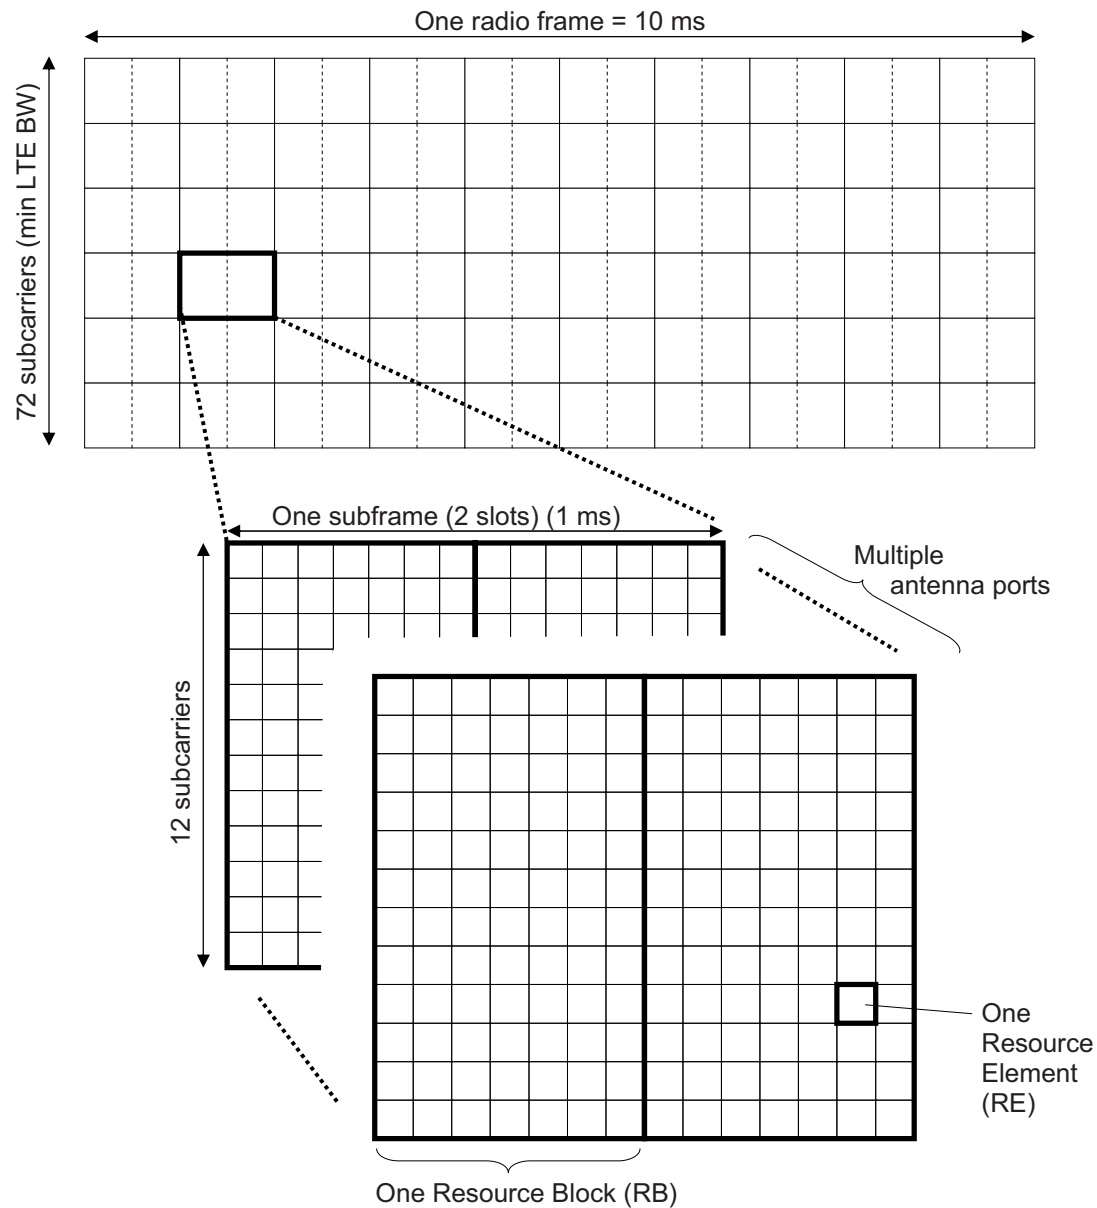 One radio frame = 10 ms
72 subcarriers (min LTE BW)
One subframe (2 slots) (1 ms)
Multiple
antenna ports
12 subcarriers
One
Resource
Element
(RE)
One Resource Block (RB)